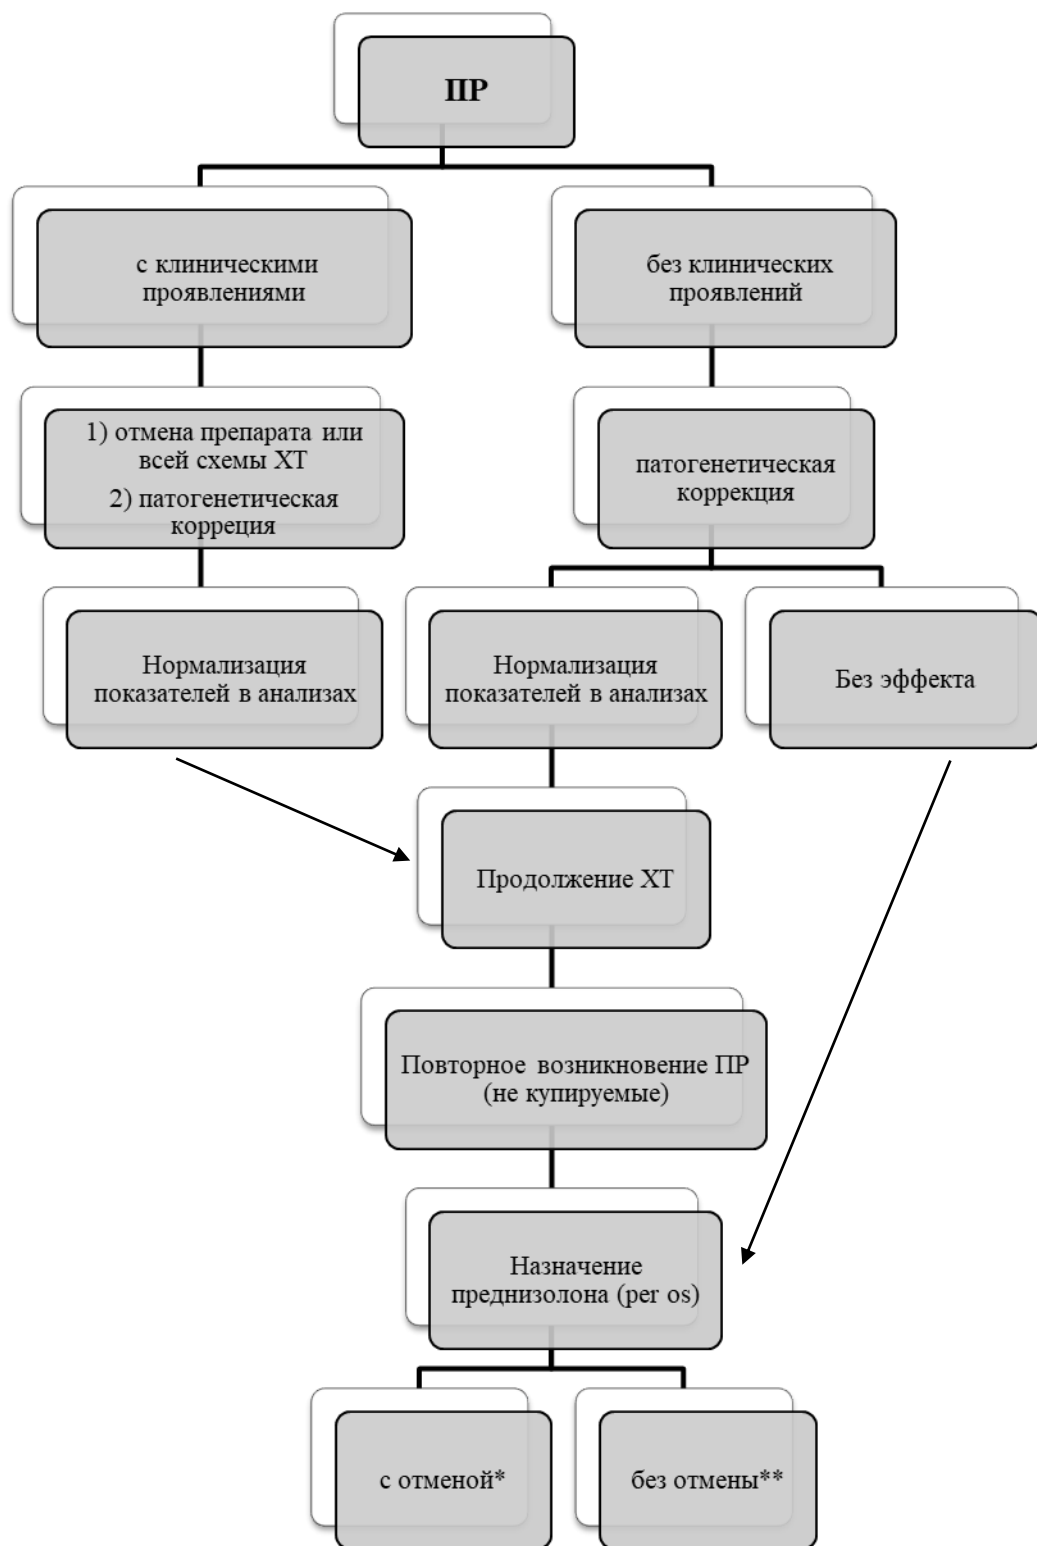 ПР
с клиническими
проявлениями
без клинических
проявлений
1) отмена препарата или
всей схемы ХТ
2) патогенетическая
корреция
патогенетическая
коррекция
Нормализация
показателей в анализах
Нормализация
показателей в анализах
Без эффекта
Продолжение ХТ
Повторное возникновение ПР
(не купируемые)
Назначение
преднизолона (per os)
с отменой*
без отмены**